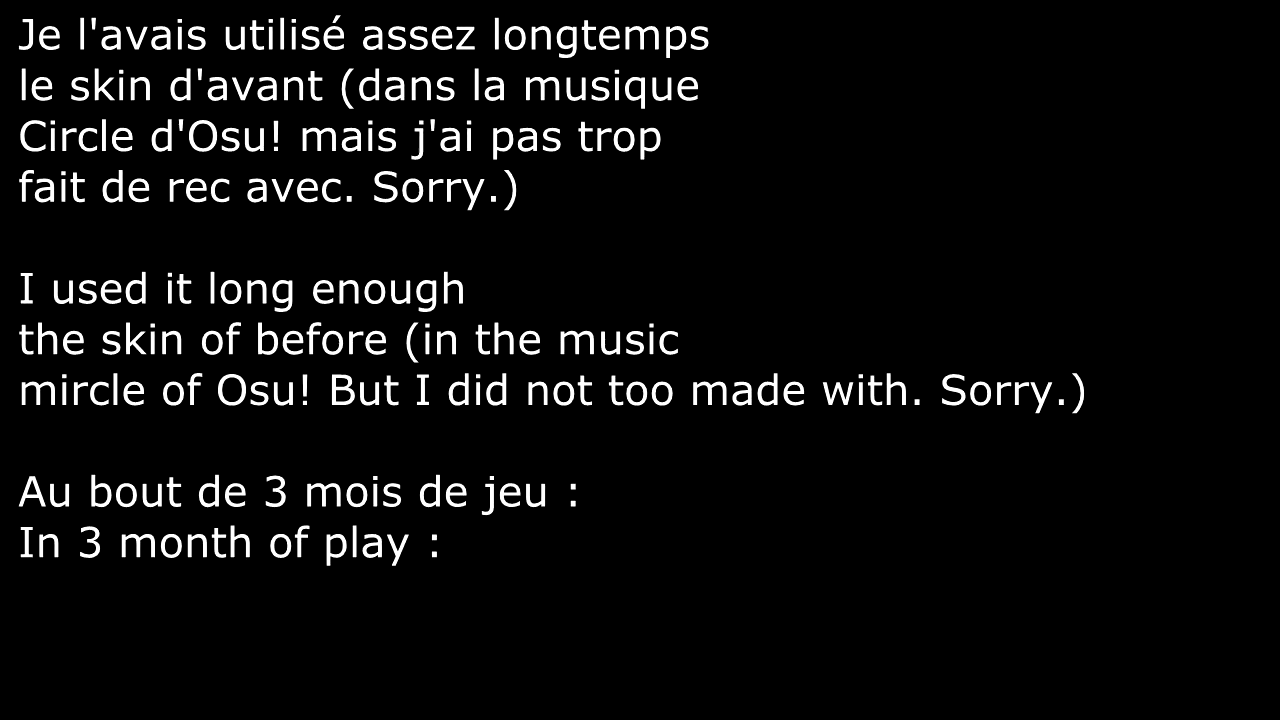 Je l'avais utilisé assez longtemps
le skin d'avant (dans la musique
Circle d'Osu! mais j'ai pas trop
fait de rec avec. Sorry.)
I used it long enough
the skin of before (in the music
mircle of Osu! But I did not too made with. Sorry.)
Au bout de 3 mois de jeu :
In 3 month of play :